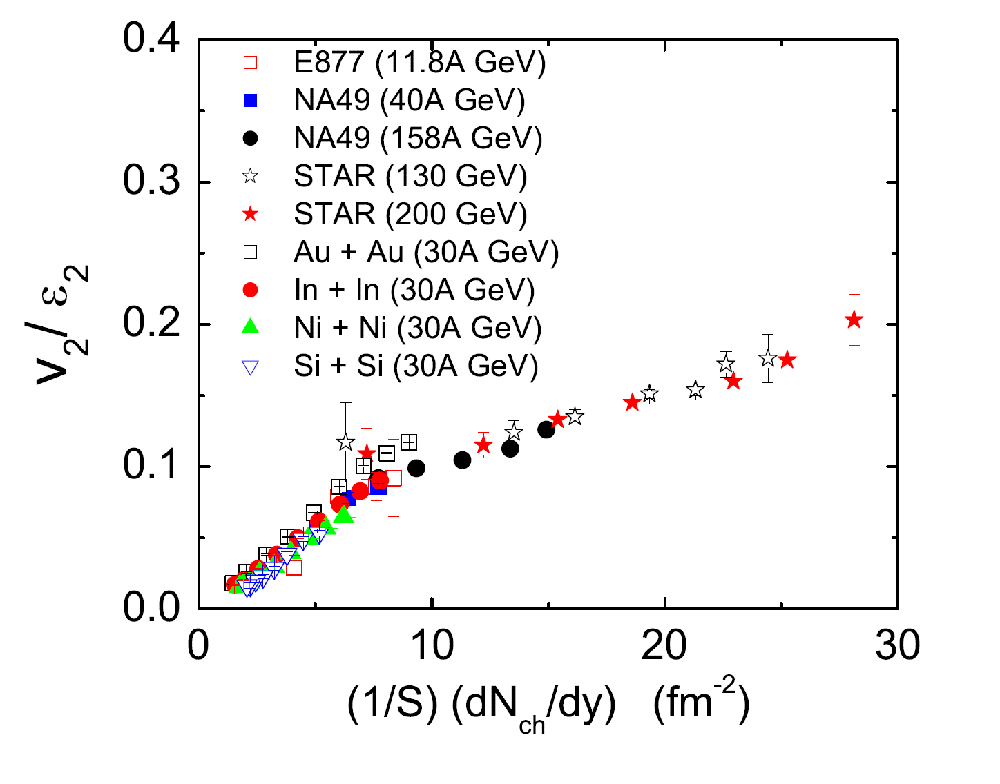 0.4
0.3
0.2
0.1
0.0
v2/ ε2
E877 (11.8A GeV)
NA49 (40A GeV)
NA49 (158A GeV)
STAR (130 GeV)
STAR (200 GeV)
Au + Au (30A GeV)
In + In (30A GeV)
Ni + Ni (30A GeV)
Si + Si (30A GeV)
0 10 20 30
(1/S) (dNch/dy) (fm-2)